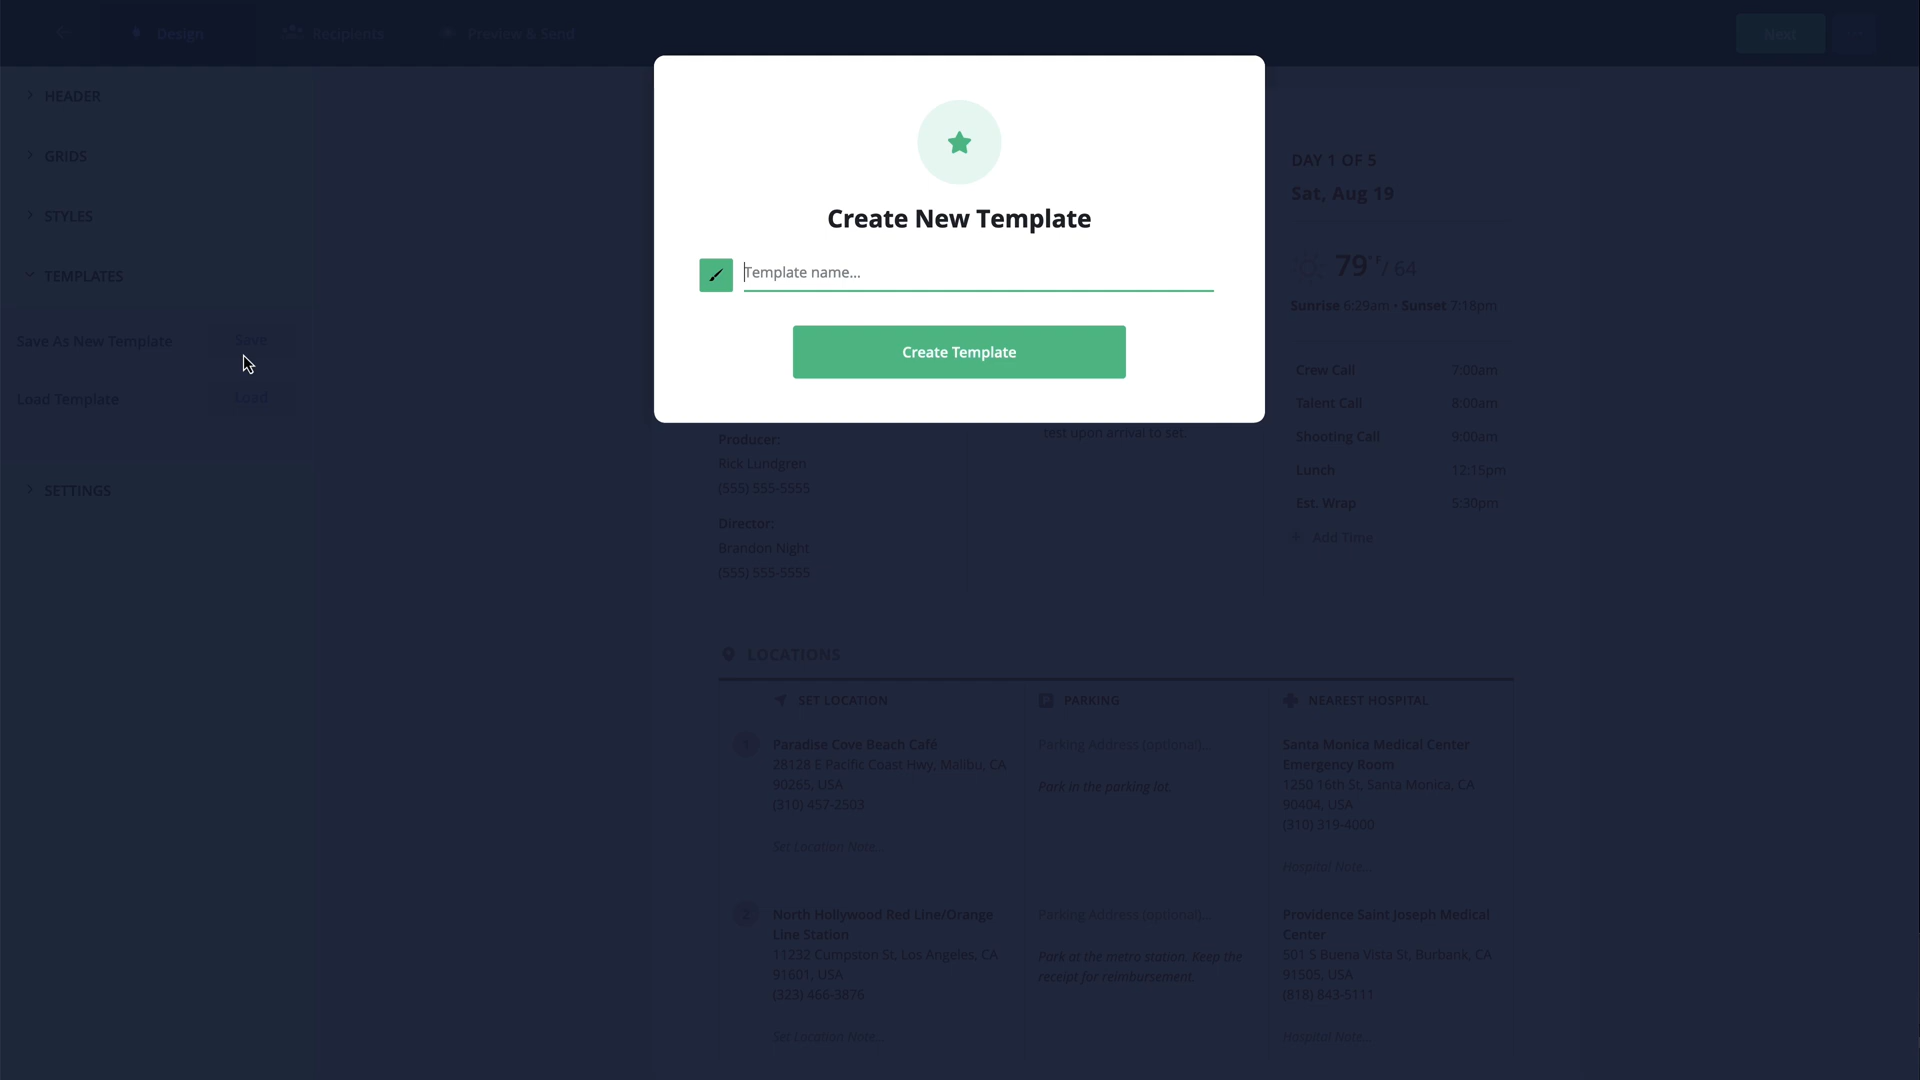 Design
Recipients
Preview & Send
Next
HEADER
GRIDS
STYLES
TEMPLATES
Save As New Template
Save
Load Template
Load
SETTINGS
Create New Template
Template name...
Create Template
DAY 1 OF 5
Sat, Aug 19
79°F/ 64
Sunrise 6:29am • Sunset 7:18pm
Crew Call 7:00am
Talent Call 8:00am
Shooting Call 9:00am
Lunch 12:15pm
Est. Wrap 5:30pm
Add Time
test upon arrival to set.
Producer:
Rick Lundgren
(555) 555-5555
Director:
Brandon Night
(555) 555-5555
LOCATIONS
SET LOCATION
PARKING
NEAREST HOSPITAL
1
Paradise Cove Beach Café
28128 E Pacific Coast Hwy, Malibu, CA
90265, USA
(310) 457-2503
Set Location Note...
Parking Address (optional)...
Park in the parking lot.
Santa Monica Medical Center
Emergency Room
1250 16th St, Santa Monica, CA
90404, USA
(310) 319-4000
Hospital Note...
2
North Hollywood Red Line/Orange
Line Station
11232 Cumpston St, Los Angeles, CA
91601, USA
(323) 466-3876
Set Location Note...
Parking Address (optional)...
Park at the metro station. Keep the
receipt for reimbursement.
Providence Saint Joseph Medical
Center
501 S Buena Vista St, Burbank, CA
91505, USA
(818) 843-5111
Hospital Note...